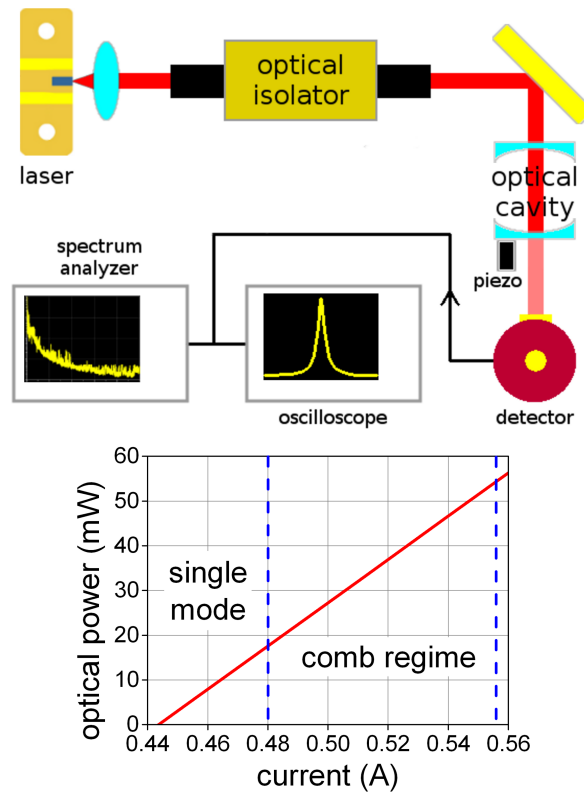 optical
isolator
laser
optical
cavity
spectrum
analyzer
piezo
oscilloscope
detector
60
50
40
30
20
10
0
optical power (mW)
single
mode
comb regime
0.44 0.46 0.48 0.50 0.52 0.54 0.56
current (A)